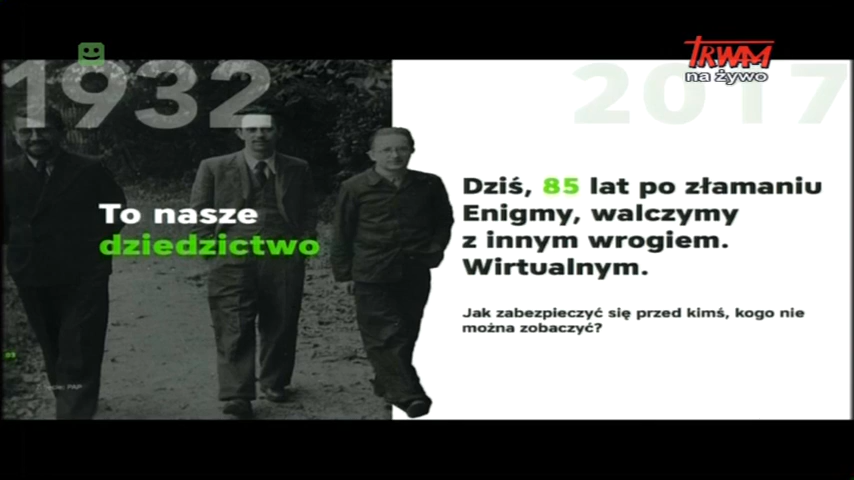 TRWAM
na żywo
1932
2017
To nasze
dziedzictwo
Dziś, 85 lat po złamaniu
Enigmy, walczymy
z innym wrogiem.
Wirtualnym.
Jak zabezpieczyć się przed kimś, kogo nie
można zobaczyć?
PAP